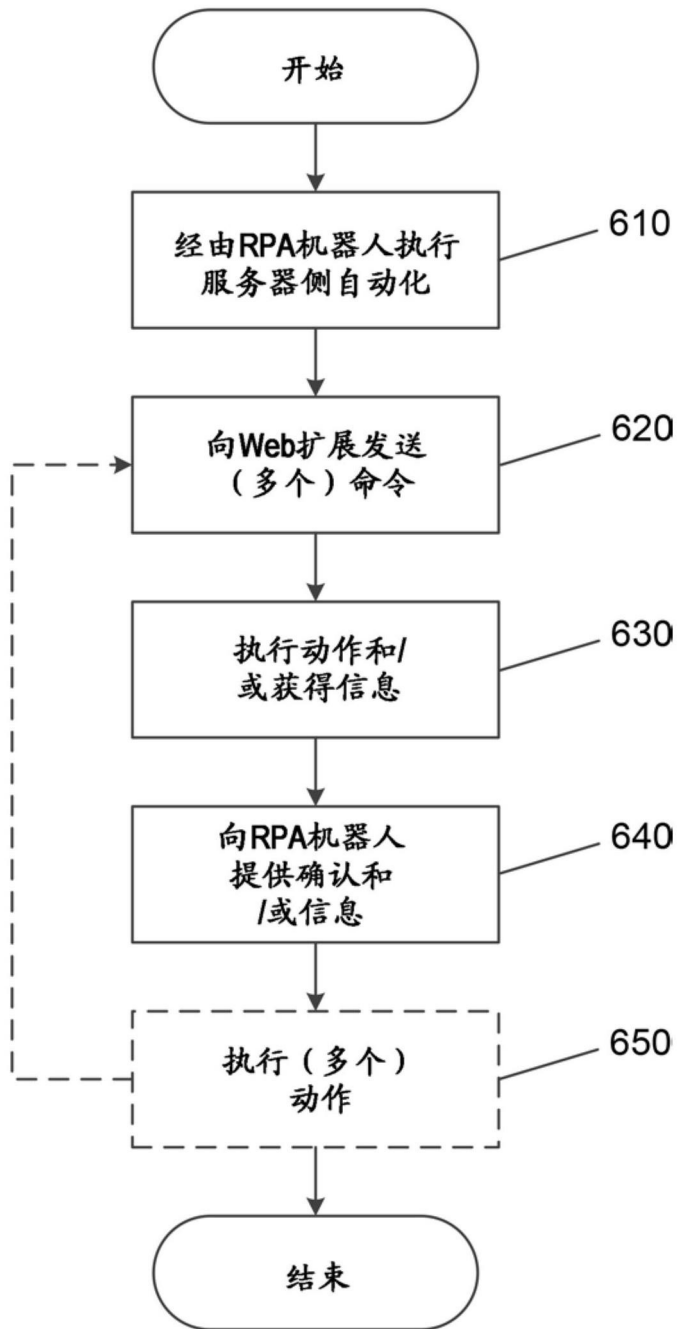 开始
经由RPA机器人执行
服务器侧自动化
610
向Web扩展发送
（多个）命令
620
执行动作和/
或获得信息
630
向RPA机器人
提供确认和
/或信息
640
执行（多个）
动作
650
结束